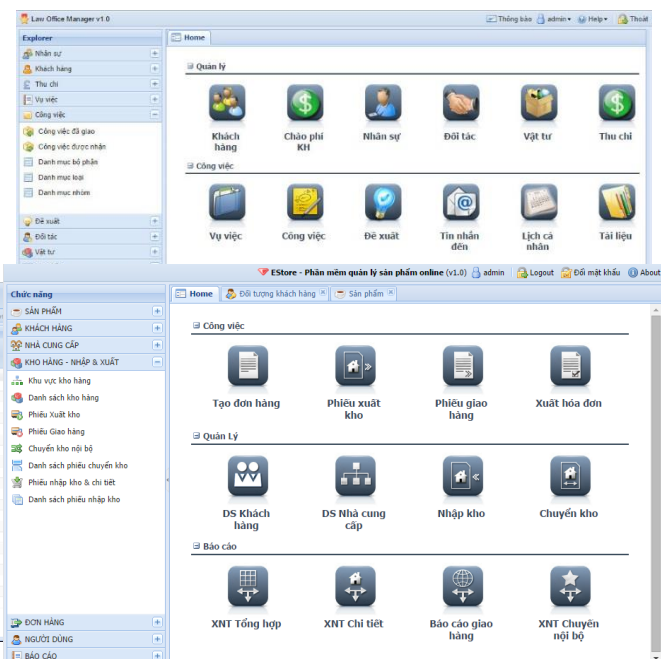 Law Office Manager v1.0
Thông báo admin Help Thoát
Explorer
Home
Nhân sự
Khách hàng
Thu chi
Vụ việc
Công việc
Công việc đã giao
Công việc được nhận
Danh mục bộ phận
Danh mục loại
Danh mục nhóm
Đề xuất
Đối tác
Vật tư
Quản lý
Khách hàng
Chào phí KH
Nhân sự
Đối tác
Vật tư
Thu chi
Công việc
Vụ việc
Công việc
Đề xuất
Tin nhắn đến
Lịch cá nhân
Tài liệu
EStore - Phần mềm quản lý sản phẩm online (v1.0) admin Logout Đổi mật khẩu About
Chức năng
Home Đối tượng khách hàng Sản phẩm
SẢN PHẨM
KHÁCH HÀNG
NHÀ CUNG CẤP
KHO HÀNG - NHẬP & XUẤT
Khu vực kho hàng
Danh sách kho hàng
Phiếu Xuất kho
Phiếu Giao hàng
Chuyển kho nội bộ
Danh sách phiếu chuyển kho
Phiếu nhập kho & chi tiết
Danh sách phiếu nhập kho
ĐƠN HÀNG
NGƯỜI DÙNG
BÁO CÁO
Công việc
Tạo đơn hàng
Phiếu xuất kho
Phiếu giao hàng
Xuất hóa đơn
Quản Lý
DS Khách hàng
DS Nhà cung cấp
Nhập kho
Chuyển kho
Báo cáo
XNT Tổng hợp
XNT Chi tiết
Báo cáo giao hàng
XNT Chuyên nội bộ